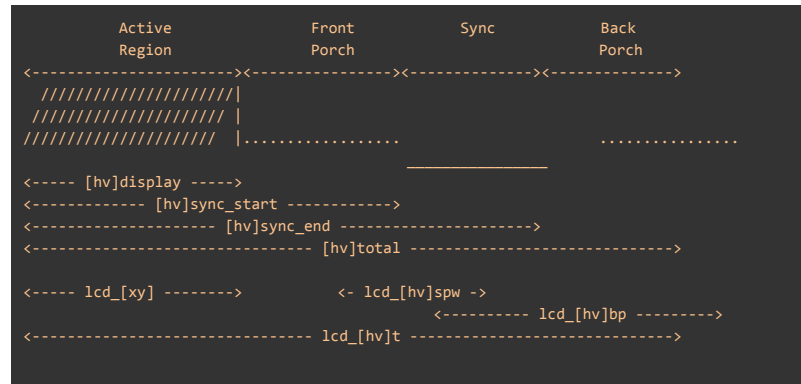 Active Front Sync Back
Region Porch Porch
<-----------------------><----------------><--------------><-------------->
//////////////////////|
////////////////////// |
////////////////////// |.................. ................
________________
<----- [hv]display ----->
<------------- [hv]sync_start ------------>
<--------------------- [hv]sync_end ---------------------->
<-------------------------------- [hv]total ------------------------------>
<----- lcd_[xy] --------> <- lcd_[hv]spw ->
<---------- lcd_[hv]bp --------->
<-------------------------------- lcd_[hv]t ------------------------------>